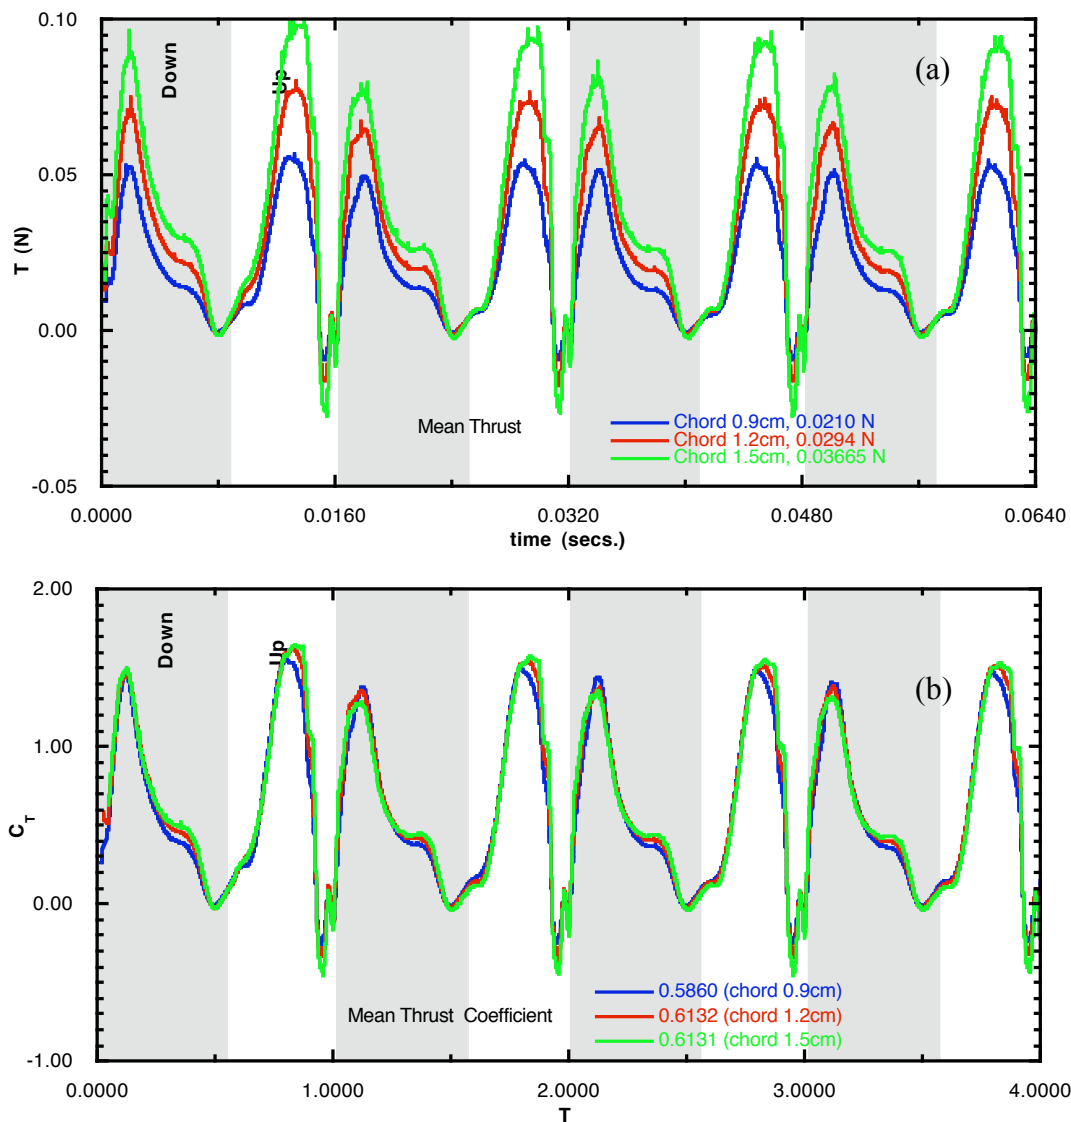 0.10
Down
Up
(a)
0.05
T (N)
0.00
Mean Thrust
Chord 0.9cm, 0.0210 N
Chord 1.2cm, 0.0294 N
Chord 1.5cm, 0.03665 N
-0.05
0.0000 0.0160 0.0320 0.0480 0.0640
time (secs.)
2.00
Down
Up
(b)
1.00
C_T
0.00
0.5860 (chord 0.9cm)
Mean Thrust Coefficient
0.6132 (chord 1.2cm)
0.6131 (chord 1.5cm)
-1.00
0.0000 1.0000 2.0000 3.0000 4.0000
T